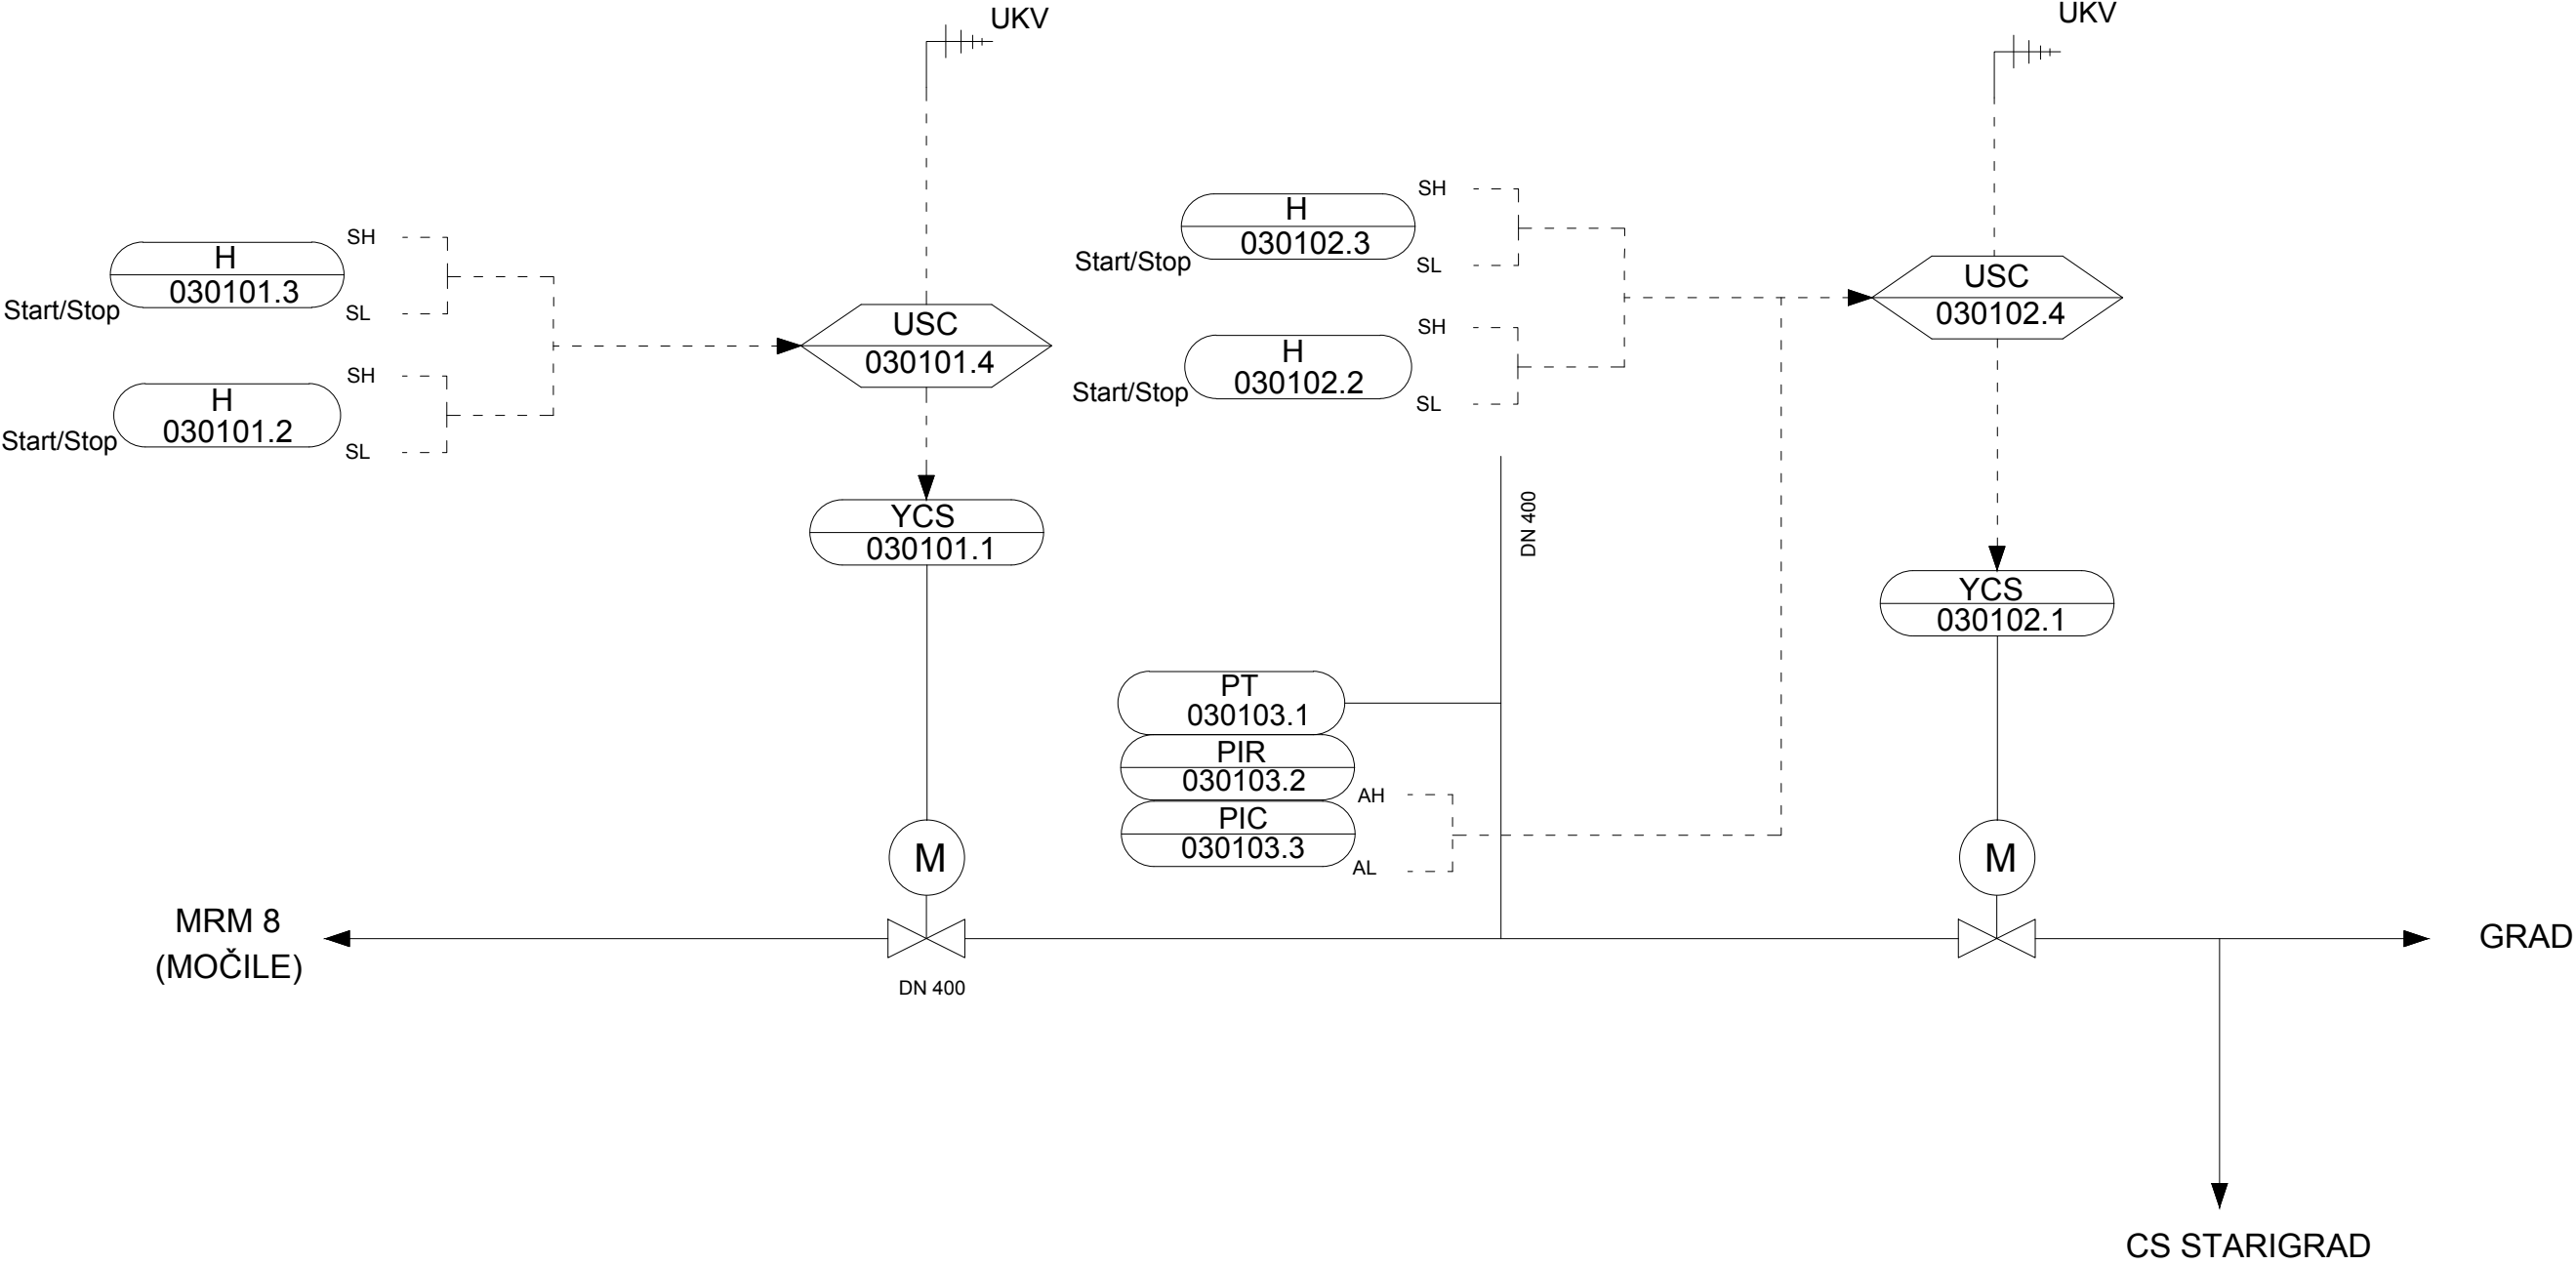 UKV
UKV
SH
H
030101.3
Start/Stop
SL
SH
H
030101.2
Start/Stop
SL
USC
030101.4
YCS
030101.1
M
SH
H
030102.3
Start/Stop
SL
SH
H
030102.2
Start/Stop
SL
USC
030102.4
DN 400
YCS
030102.1
PT
030103.1
PIR
030103.2
AH
PIC
030103.3
AL
M
MRM 8
(MOČILE)
DN 400
GRAD
CS STARIGRAD